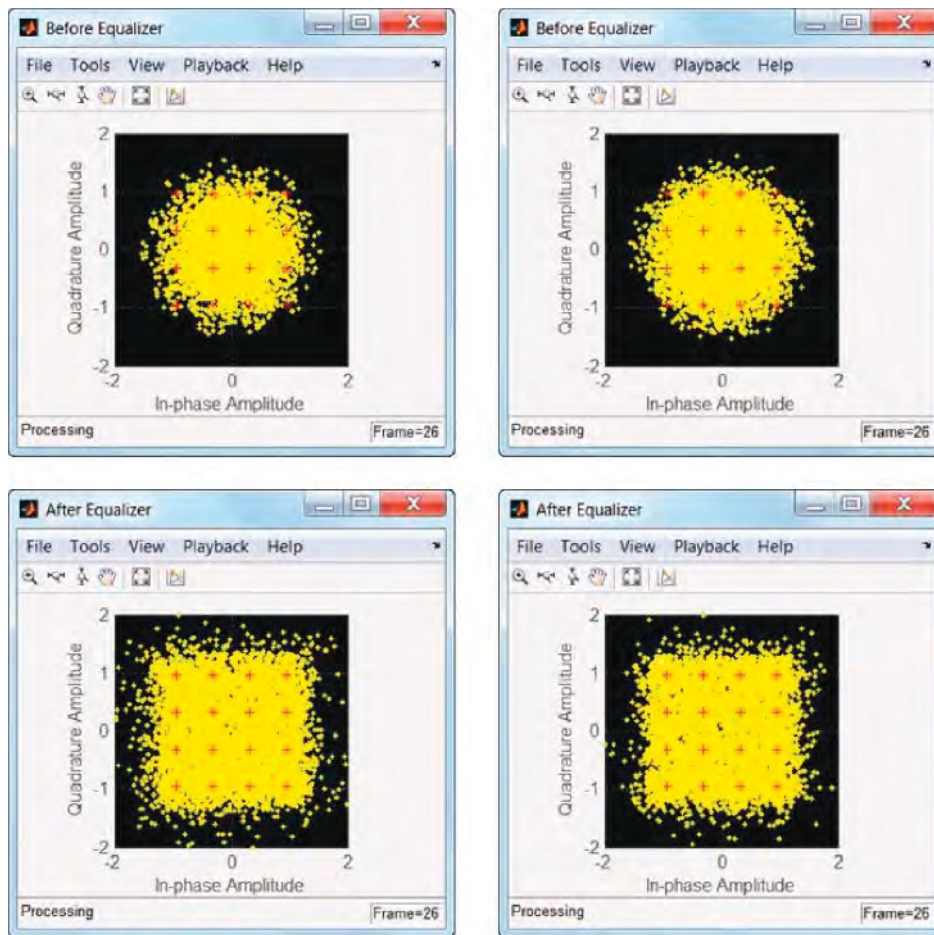 Before Equalizer
File Tools View Playback Help
2
1
0
-1
-2
Quadrature Amplitude
-2 0 2
In-phase Amplitude
Processing Frame=26
Before Equalizer
File Tools View Playback Help
2
1
0
-1
-2
Quadrature Amplitude
-2 0 2
In-phase Amplitude
Processing Frame=26
After Equalizer
File Tools View Playback Help
2
1
0
-1
-2
Quadrature Amplitude
-2 0 2
In-phase Amplitude
Processing Frame=26
After Equalizer
File Tools View Playback Help
2
1
0
-1
-2
Quadrature Amplitude
-2 0 2
In-phase Amplitude
Processing Frame=26